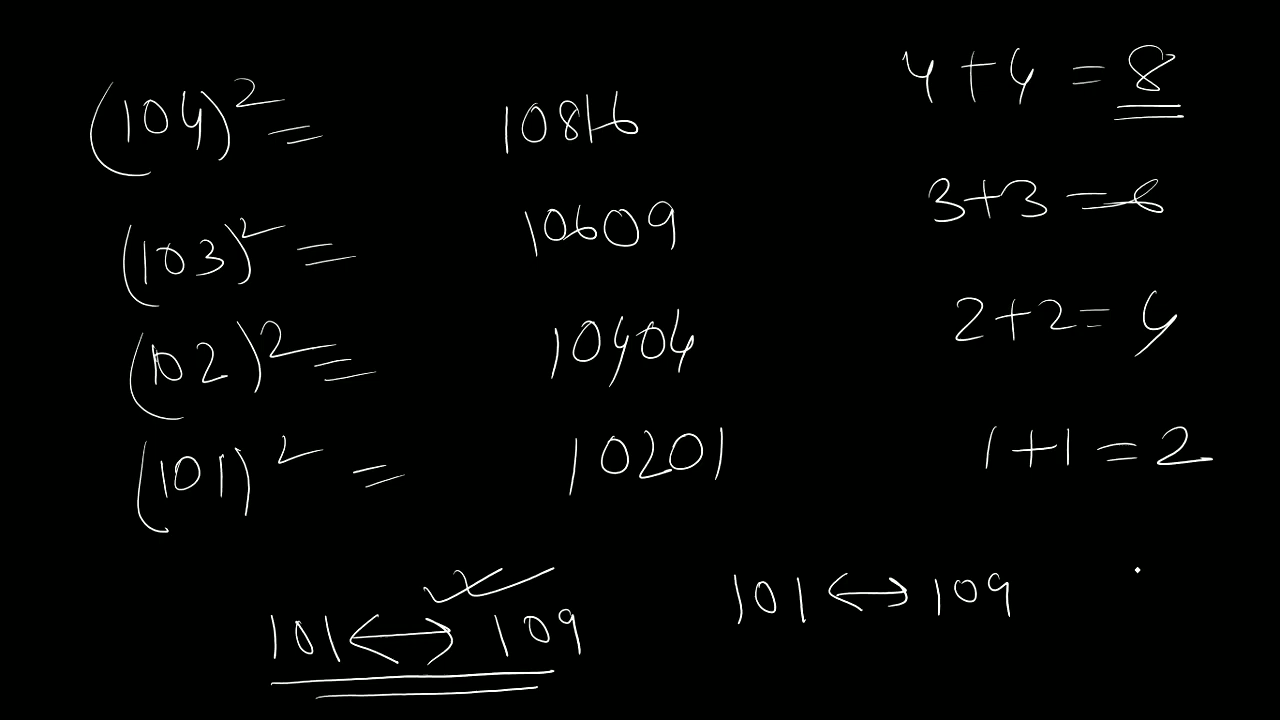 (104)² = 10816 4+4 = 8
(103)² = 10609 3+3 = 6
(102)² = 10404 2+2 = 4
(101)² = 10201 1+1 = 2
101 ↔ 109 101 ↔ 109